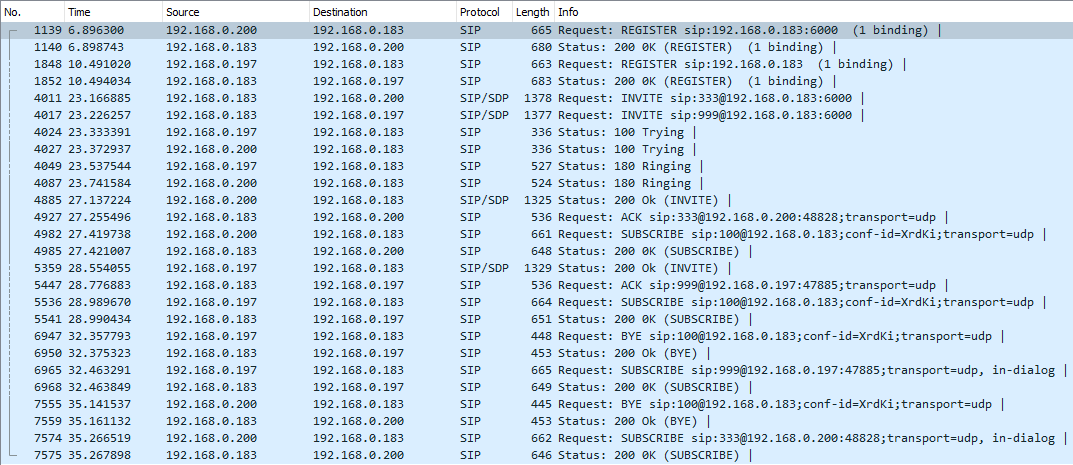 No. Time Source Destination Protocol Length Info
1139 6.896300 192.168.0.200 192.168.0.183 SIP 665 Request: REGISTER sip:192.168.0.183:6000 (1 binding) |
1140 6.898743 192.168.0.183 192.168.0.200 SIP 680 Status: 200 OK (REGISTER) (1 binding) |
1848 10.491020 192.168.0.197 192.168.0.183 SIP 663 Request: REGISTER sip:192.168.0.183 (1 binding) |
1852 10.494034 192.168.0.183 192.168.0.197 SIP 683 Status: 200 OK (REGISTER) (1 binding) |
4011 23.166885 192.168.0.183 192.168.0.200 SIP/SDP 1378 Request: INVITE sip:333@192.168.0.183:6000 |
4017 23.226257 192.168.0.183 192.168.0.197 SIP/SDP 1377 Request: INVITE sip:999@192.168.0.183:6000 |
4024 23.333391 192.168.0.197 192.168.0.183 SIP 336 Status: 100 Trying |
4027 23.372937 192.168.0.200 192.168.0.183 SIP 336 Status: 100 Trying |
4049 23.537544 192.168.0.197 192.168.0.183 SIP 527 Status: 180 Ringing |
4087 23.741584 192.168.0.200 192.168.0.183 SIP 524 Status: 180 Ringing |
4885 27.137224 192.168.0.200 192.168.0.183 SIP/SDP 1325 Status: 200 Ok (INVITE) |
4927 27.255496 192.168.0.183 192.168.0.200 SIP 536 Request: ACK sip:333@192.168.0.200:48828;transport=udp |
4982 27.419738 192.168.0.200 192.168.0.183 SIP 661 Request: SUBSCRIBE sip:100@192.168.0.183;conf-id=XrdKi;transport=udp |
4985 27.421007 192.168.0.183 192.168.0.200 SIP 648 Status: 200 OK (SUBSCRIBE) |
5359 28.554055 192.168.0.197 192.168.0.183 SIP/SDP 1329 Status: 200 Ok (INVITE) |
5447 28.776883 192.168.0.183 192.168.0.197 SIP 536 Request: ACK sip:999@192.168.0.197:47885;transport=udp |
5536 28.989670 192.168.0.197 192.168.0.183 SIP 664 Request: SUBSCRIBE sip:100@192.168.0.183;conf-id=XrdKi;transport=udp |
5541 28.990434 192.168.0.183 192.168.0.197 SIP 651 Status: 200 OK (SUBSCRIBE) |
6947 32.357793 192.168.0.197 192.168.0.183 SIP 448 Request: BYE sip:100@192.168.0.183;conf-id=XrdKi;transport=udp |
6950 32.375323 192.168.0.183 192.168.0.197 SIP 453 Status: 200 Ok (BYE) |
6965 32.463291 192.168.0.197 192.168.0.183 SIP 665 Request: SUBSCRIBE sip:999@192.168.0.197:47885;transport=udp, in-dialog |
6968 32.463849 192.168.0.183 192.168.0.197 SIP 649 Status: 200 OK (SUBSCRIBE) |
7555 35.141537 192.168.0.200 192.168.0.183 SIP 445 Request: BYE sip:100@192.168.0.183;conf-id=XrdKi;transport=udp |
7559 35.161132 192.168.0.183 192.168.0.200 SIP 453 Status: 200 Ok (BYE) |
7574 35.266519 192.168.0.200 192.168.0.183 SIP 662 Request: SUBSCRIBE sip:333@192.168.0.200:48828;transport=udp, in-dialog |
7575 35.267898 192.168.0.183 192.168.0.200 SIP 646 Status: 200 OK (SUBSCRIBE) |